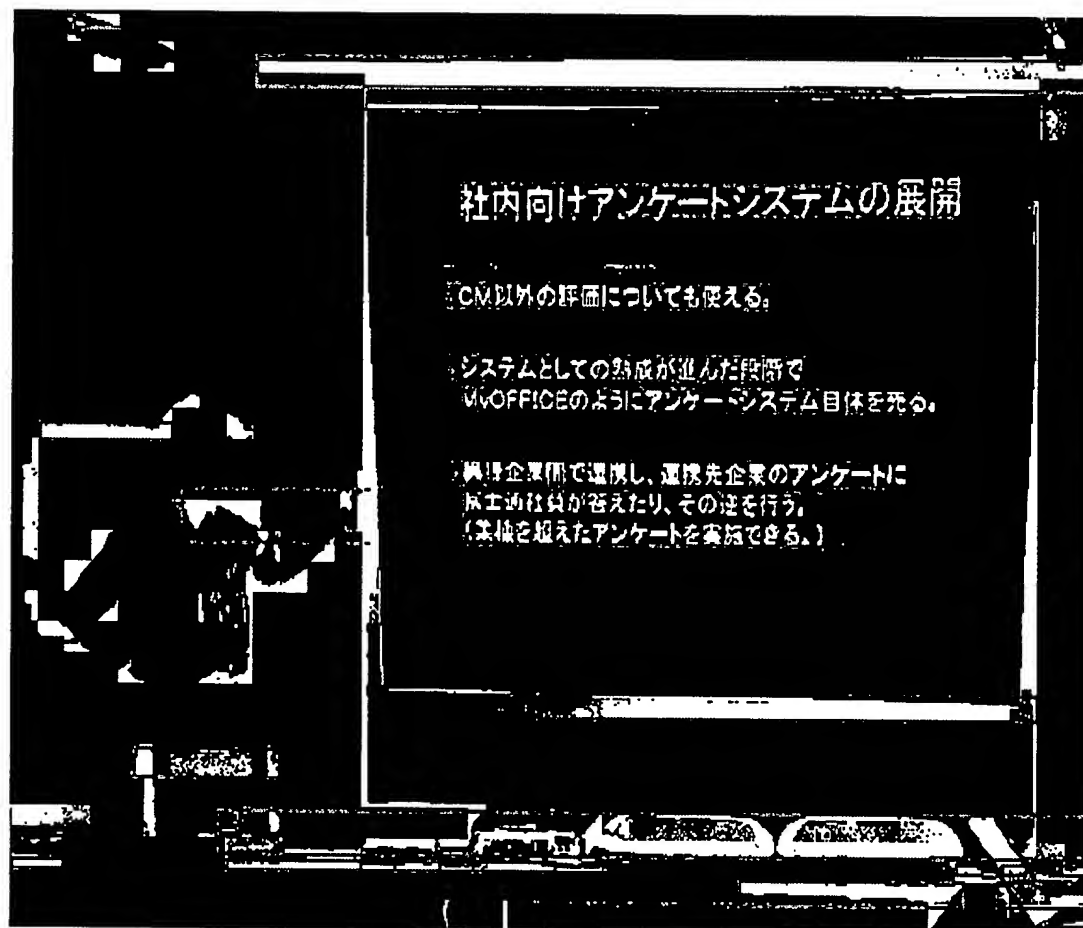 社内向けアンケートシステムの展開
CM以外の評価についても使える。
システムとしての熟成が進んだ段階で
MyOFFICEのようにアンケートシステム自体を売る。
異業企業間で連携し、連携先企業のアンケートに
富士通社員が答えたり、その逆を行う。
(業種を超えたアンケートを実施できる。)